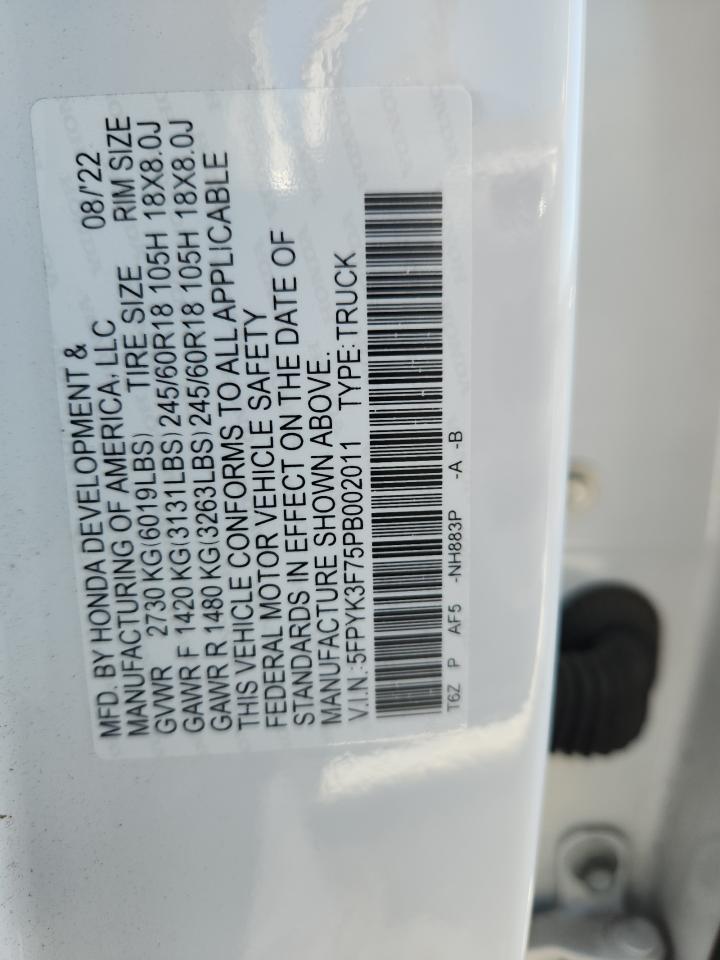 MFD. BY HONDA DEVELOPMENT &
MANUFACTURING OF AMERICA, LLC 08/'22
GVWR 2730 KG(6019LBS) TIRE SIZE RIM SIZE
GAWR F 1420 KG(3131LBS) 245/60R18 105H 18X8.0J
GAWR R 1480 KG(3263LBS) 245/60R18 105H 18X8.0J
THIS VEHICLE CONFORMS TO ALL APPLICABLE
FEDERAL MOTOR VEHICLE SAFETY
STANDARDS IN EFFECT ON THE DATE OF
MANUFACTURE SHOWN ABOVE.
V.I.N.:5FPYK3F75PB002011 TYPE:TRUCK
T6Z P AF5 -NH883P -A -B